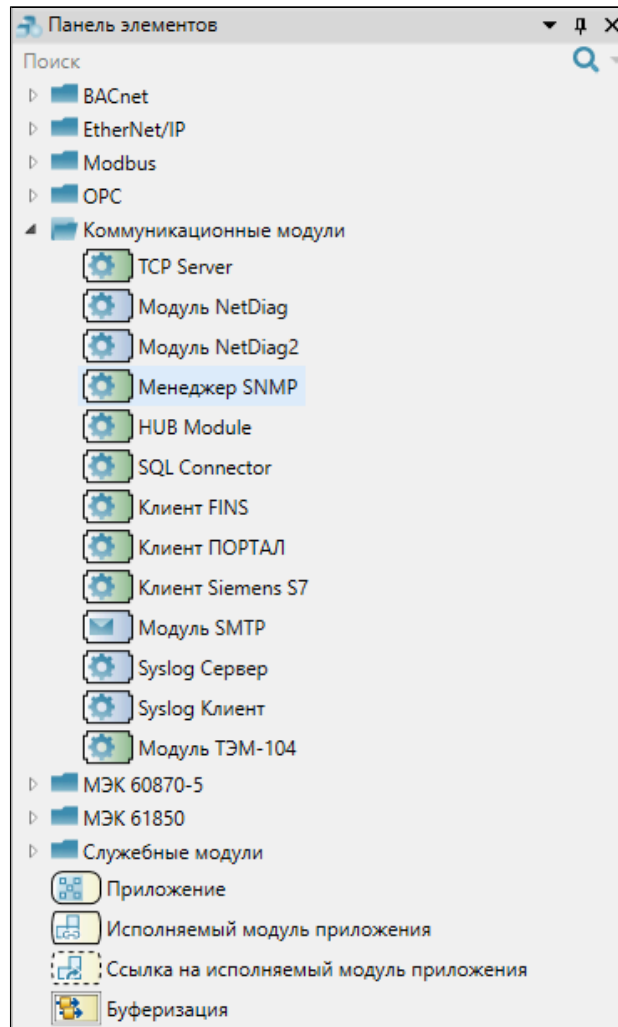 Панель элементов
Поиск
BACnet
EtherNet/IP
Modbus
OPC
Коммуникационные модули
TCP Server
Модуль NetDiag
Модуль NetDiag2
Менеджер SNMP
HUB Module
SQL Connector
Клиент FINS
Клиент ПОРТАЛ
Клиент Siemens S7
Модуль SMTP
Syslog Сервер
Syslog Клиент
Модуль ТЭМ-104
МЭК 60870-5
МЭК 61850
Служебные модули
Приложение
Исполняемый модуль приложения
Ссылка на исполняемый модуль приложения
Буферизация